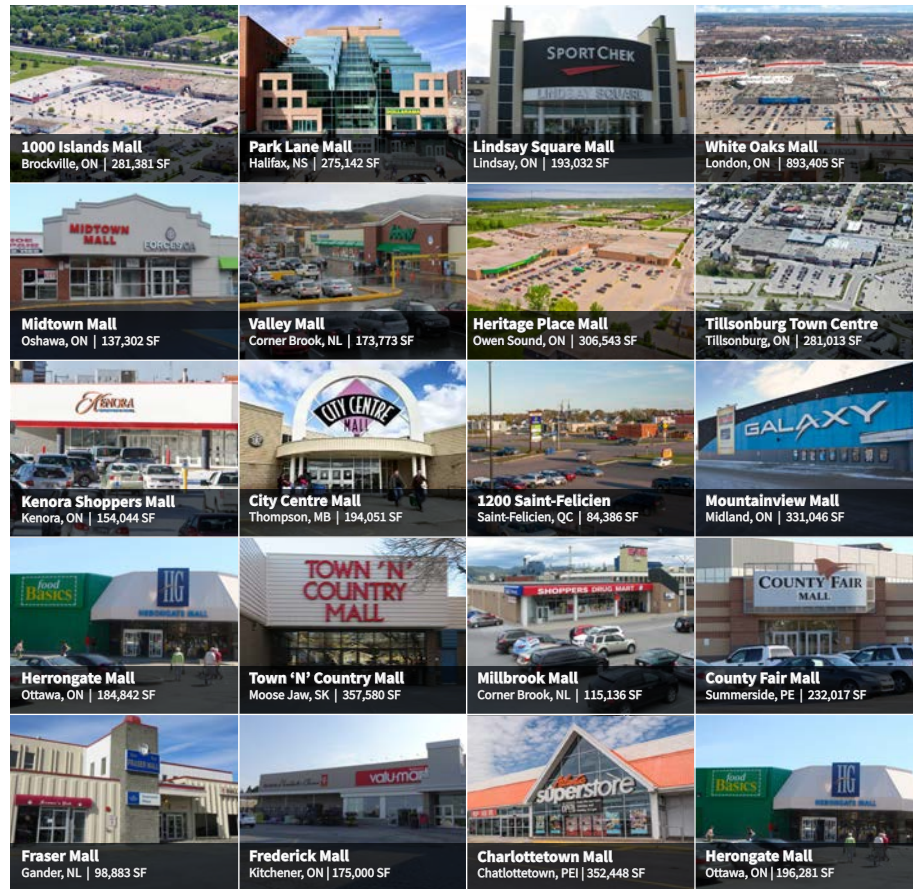 SPORTCHEK
LINDSAY SQUARE
1000 Islands Mall
Brockville, ON | 281,381 SF
Park Lane Mall
Halifax, NS | 275,142 SF
Lindsay Square Mall
Lindsay, ON | 193,032 SF
White Oaks Mall
London, ON | 893,405 SF
MIDTOWN
MALL
Midtown Mall
Oshawa, ON | 137,302 SF
Valley Mall
Corner Brook, NL | 173,773 SF
Heritage Place Mall
Owen Sound, ON | 306,543 SF
Tillsonburg Town Centre
Tillsonburg, ON | 281,013 SF
KENORA
CITY CENTRE
MALL
GALAXY
Kenora Shoppers Mall
Kenora, ON | 154,044 SF
City Centre Mall
Thompson, MB | 194,051 SF
1200 Saint-Felicien
Saint-Felicien, QC | 84,386 SF
Mountainview Mall
Midland, ON | 331,046 SF
food
Basics
HG
HERONGATE MALL
TOWN 'N'
COUNTRY
MALL
SHOPPERS DRUG MART
COUNTY FAIR
MALL
Herrongate Mall
Ottawa, ON | 184,842 SF
Town ‘N’ Country Mall
Moose Jaw, SK | 357,580 SF
Millbrook Mall
Corner Brook, NL | 115,136 SF
County Fair Mall
Summerside, PE | 232,017 SF
FRASER MALL
valu-mart
Atlantic
superstore
food
Basics
HG
HERONGATE MALL
Fraser Mall
Gander, NL | 98,883 SF
Frederick Mall
Kitchener, ON | 175,000 SF
Charlottetown Mall
Chatlottetown, PEI | 352,448 SF
Herongate Mall
Ottawa, ON | 196,281 SF